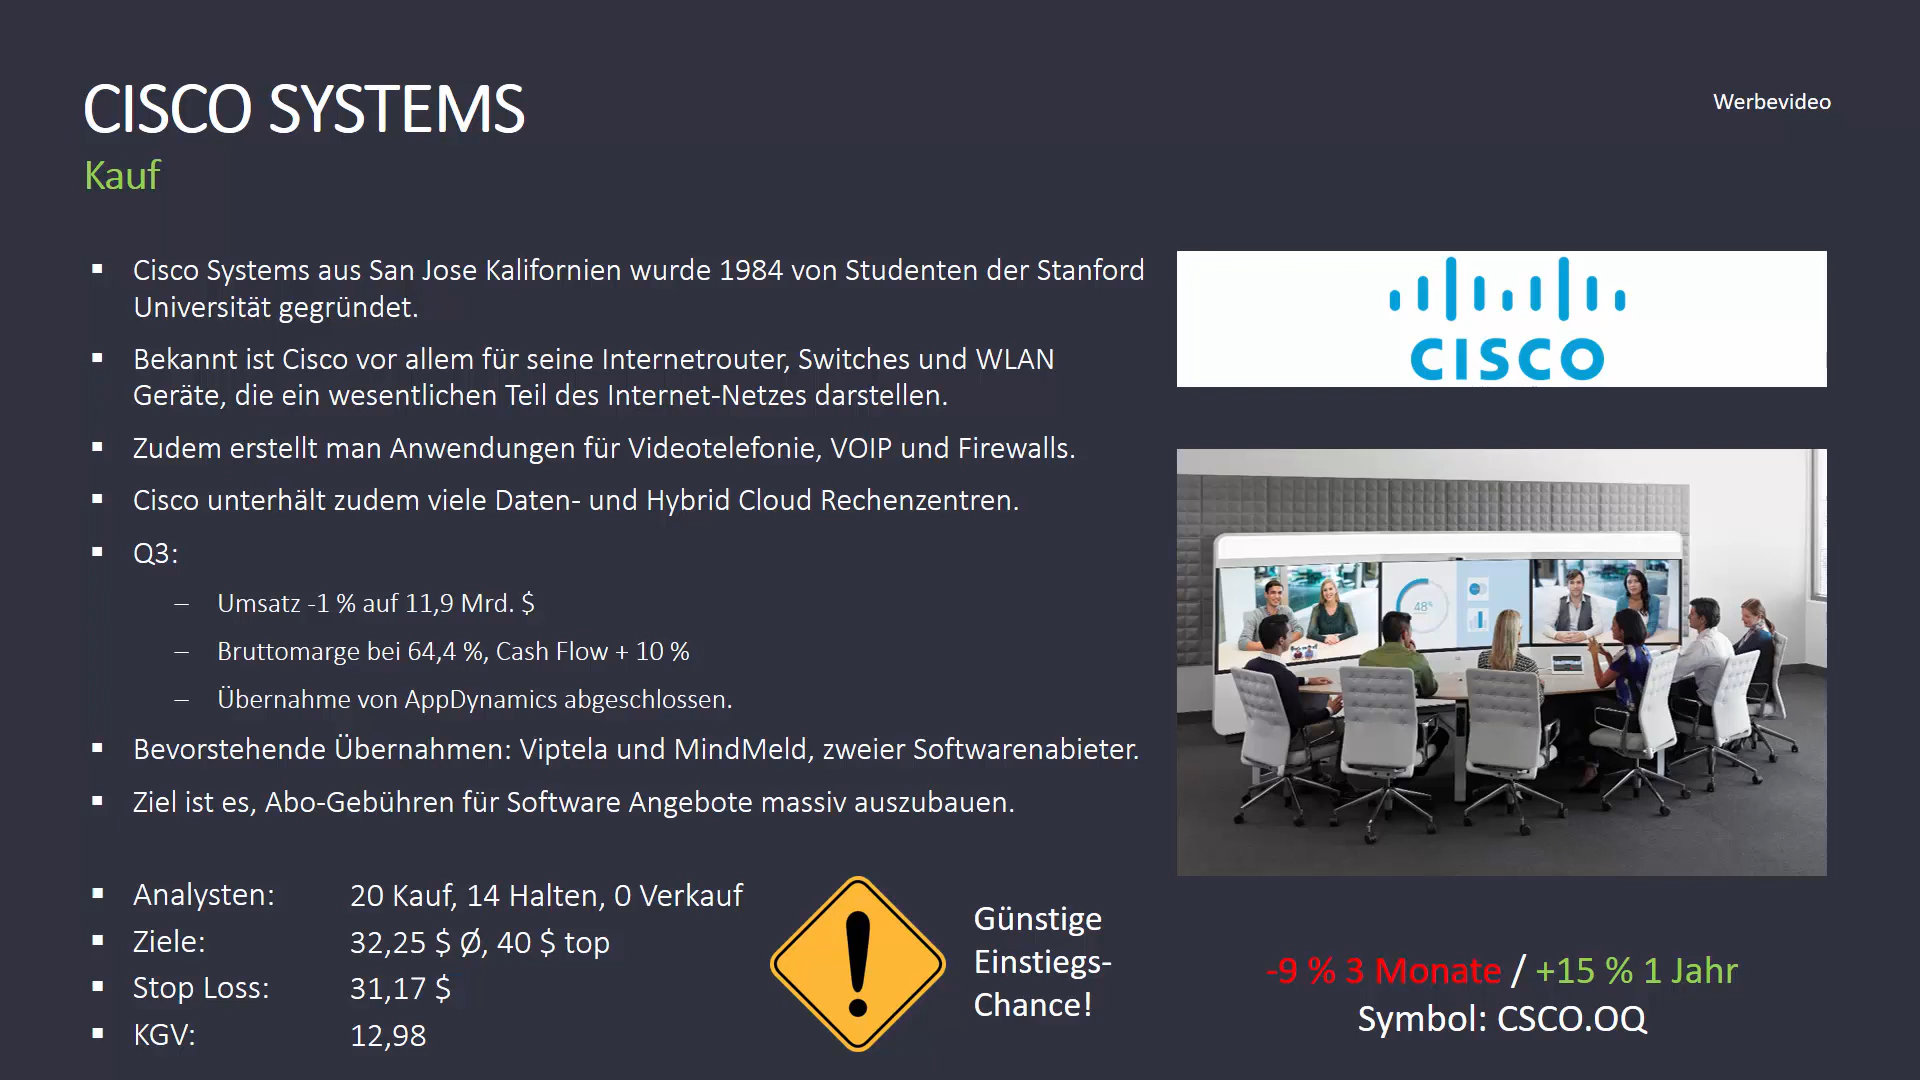 CISCO SYSTEMS
Werbevideo
Kauf
▪ Cisco Systems aus San Jose Kalifornien wurde 1984 von Studenten der Stanford
Universität gegründet.
▪ Bekannt ist Cisco vor allem für seine Internetrouter, Switches und WLAN
Geräte, die ein wesentlichen Teil des Internet-Netzes darstellen.
▪ Zudem erstellt man Anwendungen für Videotelefonie, VOIP und Firewalls.
▪ Cisco unterhält zudem viele Daten- und Hybrid Cloud Rechenzentren.
▪ Q3:
– Umsatz -1 % auf 11,9 Mrd. $
– Bruttomarge bei 64,4 %, Cash Flow + 10 %
– Übernahme von AppDynamics abgeschlossen.
▪ Bevorstehende Übernahmen: Viptela und MindMeld, zweier Softwarenabieter.
▪ Ziel ist es, Abo-Gebühren für Software Angebote massiv auszubauen.
▪ Analysten: 20 Kauf, 14 Halten, 0 Verkauf
▪ Ziele: 32,25 $ Ø, 40 $ top
▪ Stop Loss: 31,17 $
▪ KGV: 12,98
Günstige
Einstiegs-
Chance!
CISCO
48%
-9 % 3 Monate / +15 % 1 Jahr
Symbol: CSCO.OQ